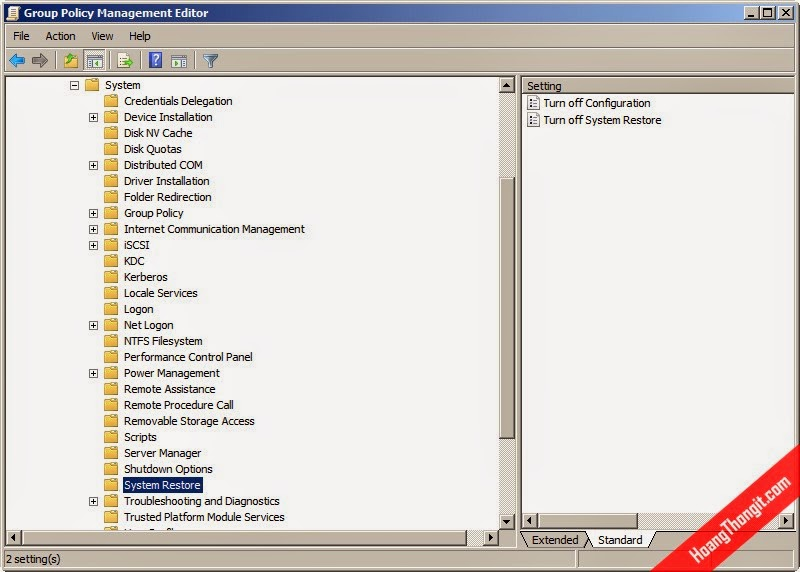 Group Policy Management Editor
File Action View Help
System
Credentials Delegation
Device Installation
Disk NV Cache
Disk Quotas
Distributed COM
Driver Installation
Folder Redirection
Group Policy
Internet Communication Management
iSCSI
KDC
Kerberos
Locale Services
Logon
Net Logon
NTFS Filesystem
Performance Control Panel
Power Management
Remote Assistance
Remote Procedure Call
Removable Storage Access
Scripts
Server Manager
Shutdown Options
System Restore
Troubleshooting and Diagnostics
Trusted Platform Module Services
Setting
Turn off Configuration
Turn off System Restore
Extended Standard
2 setting(s)
HoangThongit.com